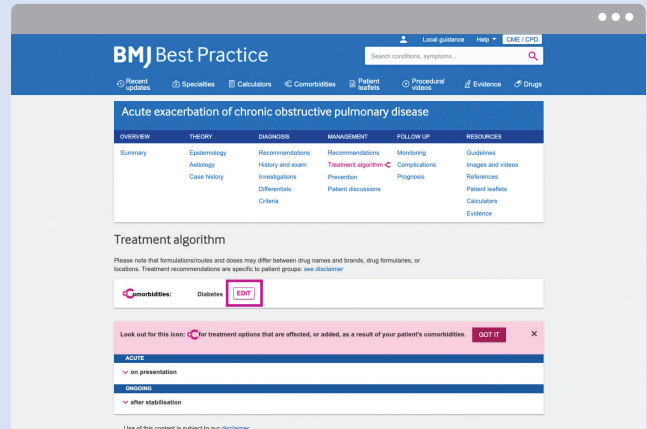 Local guidance Help CME / CPD
BMJ Best Practice
Search conditions, symptoms...
Recent updates Specialties Calculators Comorbidities Patient leaflets Procedural videos Evidence Drugs
Acute exacerbation of chronic obstructive pulmonary disease
OVERVIEW THEORY DIAGNOSIS MANAGEMENT FOLLOW UP RESOURCES
Summary Epidemiology Recommendations Recommendations Monitoring Guidelines
Aetiology History and exam Treatment algorithm Complications Images and videos
Case history Investigations Prevention Prognosis References
Differentials Patient discussions Patient leaflets
Criteria Calculators
Evidence
Treatment algorithm
Please note that formulations/routes and doses may differ between drug names and brands, drug formularies, or
locations. Treatment recommendations are specific to patient groups: see disclaimer
Comorbidities: Diabetes EDIT
Look out for this icon: for treatment options that are affected, or added, as a result of your patient's comorbidities. GOT IT
ACUTE
on presentation
ONGOING
after stabilisation
Use of this content is subject to our disclaimer